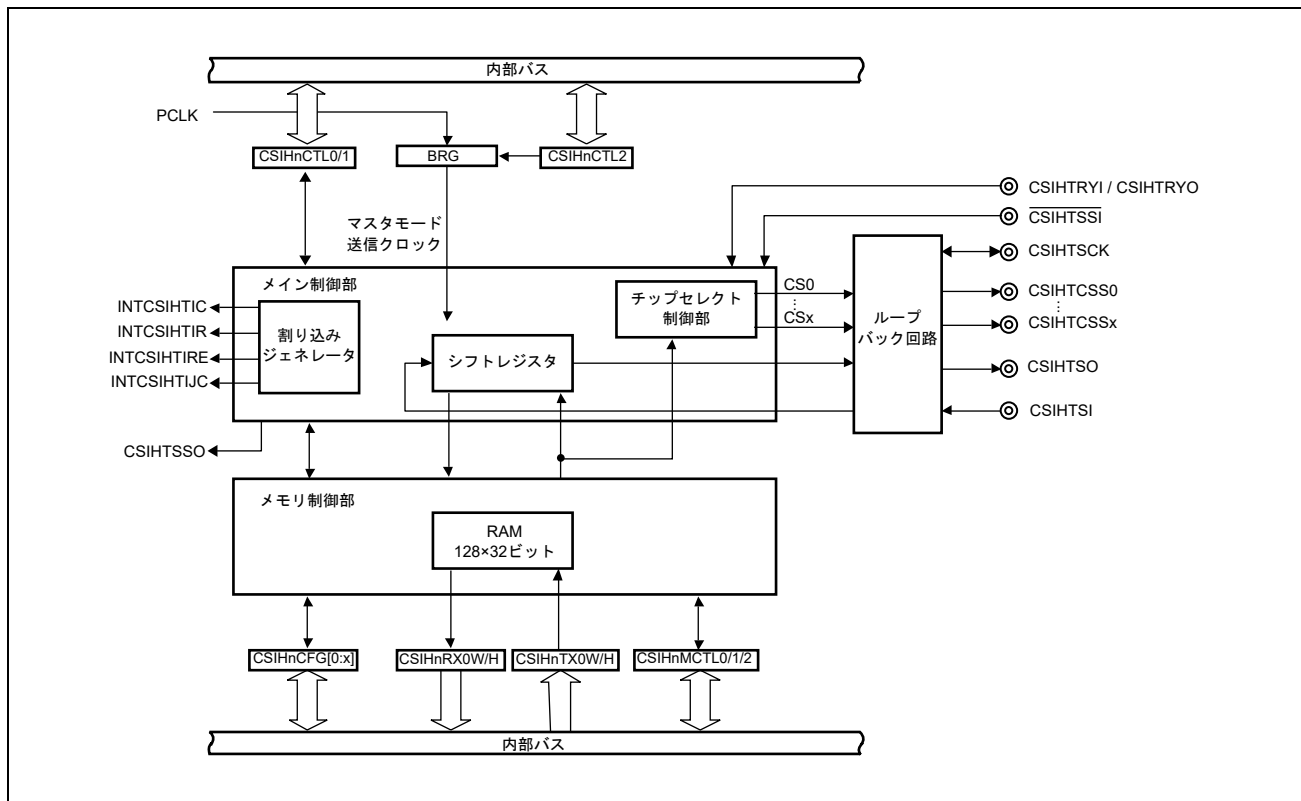 内部バス
PCLK
CSIHnCTL0/1
BRG
CSIHnCTL2
CSIHTRYI / CSIHTRYO
CSIHTSSI
マスタモード
送信クロック
CSIHTSCK
メイン制御部
チップセレクト
制御部
CS0
⋮
CSx
ループ
バック回路
CSIHTCSS0
⋮
CSIHTCSSx
INTCSIHTIC
INTCSIHTIR
INTCSIHTIRE
INTCSIHTIJC
割り込み
ジェネレータ
シフトレジスタ
CSIHTSO
CSIHTSI
CSIHTSSO
メモリ制御部
RAM
128×32ビット
CSIHnCFG[0:x]
CSIHnRX0W/H
CSIHnTX0W/H
CSIHnMCTL0/1/2
内部バス